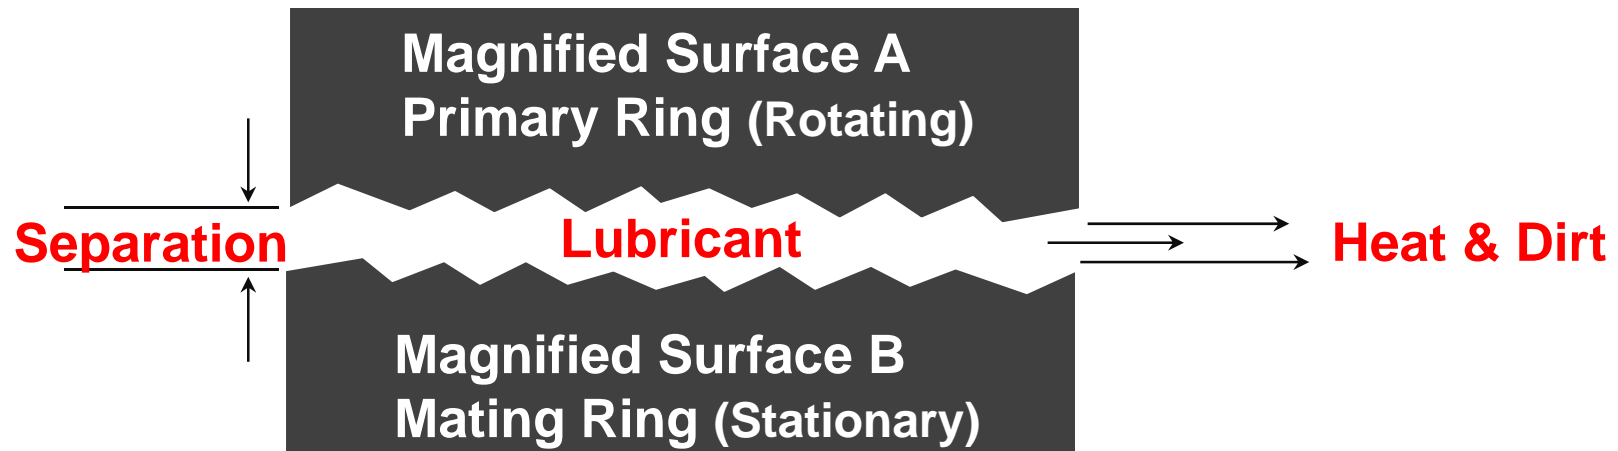 Magnified Surface A
Primary Ring (Rotating)
Separation
Lubricant
Heat & Dirt
Magnified Surface B
Mating Ring (Stationary)